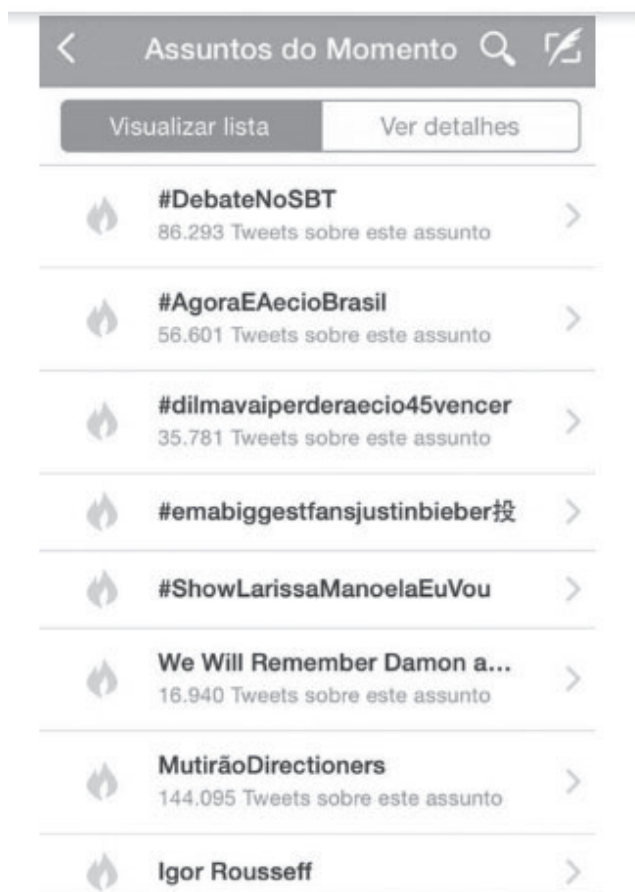 Assuntos do Momento
Visualizar lista
Ver detalhes
#DebateNoSBT
86.293 Tweets sobre este assunto
#AgoraEAecioBrasil
56.601 Tweets sobre este assunto
#dilmavaiperderaecio45vencer
35.781 Tweets sobre este assunto
#emabiggestfansjustinbieber投
#ShowLarissaManoelaEuVou
We Will Remember Damon a...
16.940 Tweets sobre este assunto
MutirãoDirectioners
144.095 Tweets sobre este assunto
Igor Rousseff